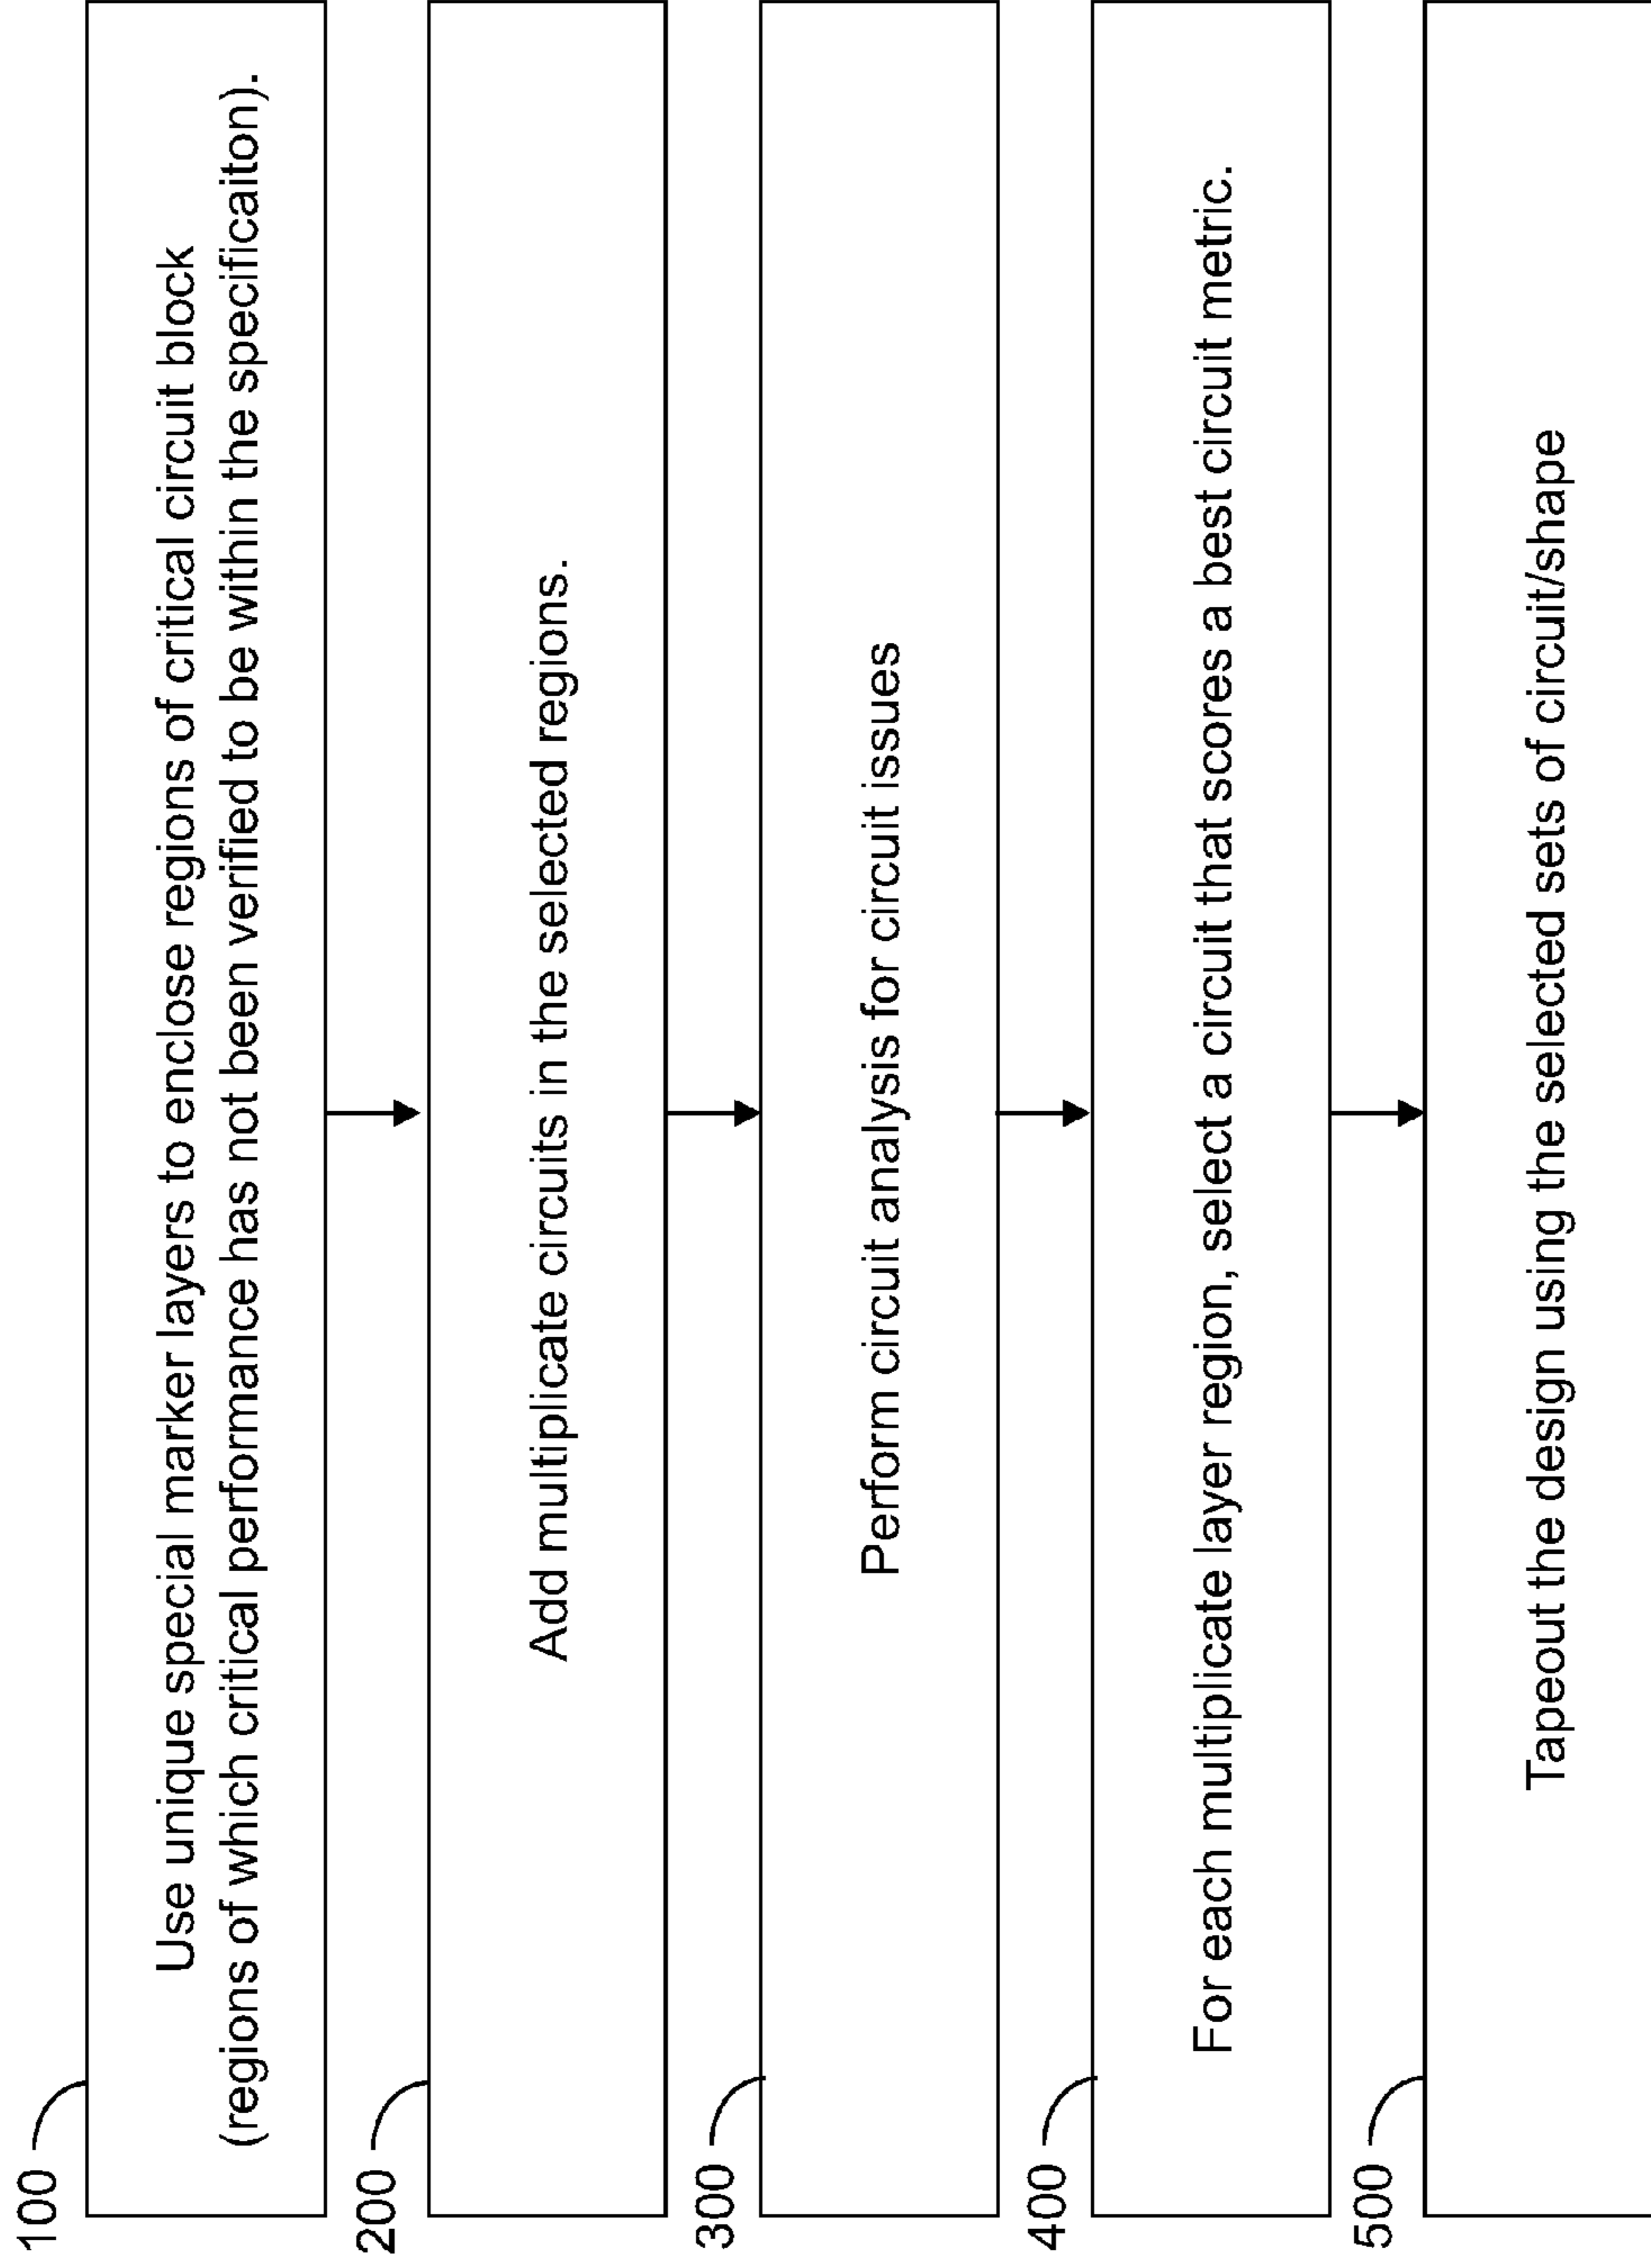 100
Use unique special marker layers to enclose regions of critical circuit block
(regions of which critical performance has not been verified to be within the specificaiton).
200
Add multiplicate circuits in the selected regions.
300
Perform circuit analysis for circuit issues
400
For each multiplicate layer region, select a circuit that scores a best circuit metric.
500
Tapeout the design using the selected sets of circuit/shape